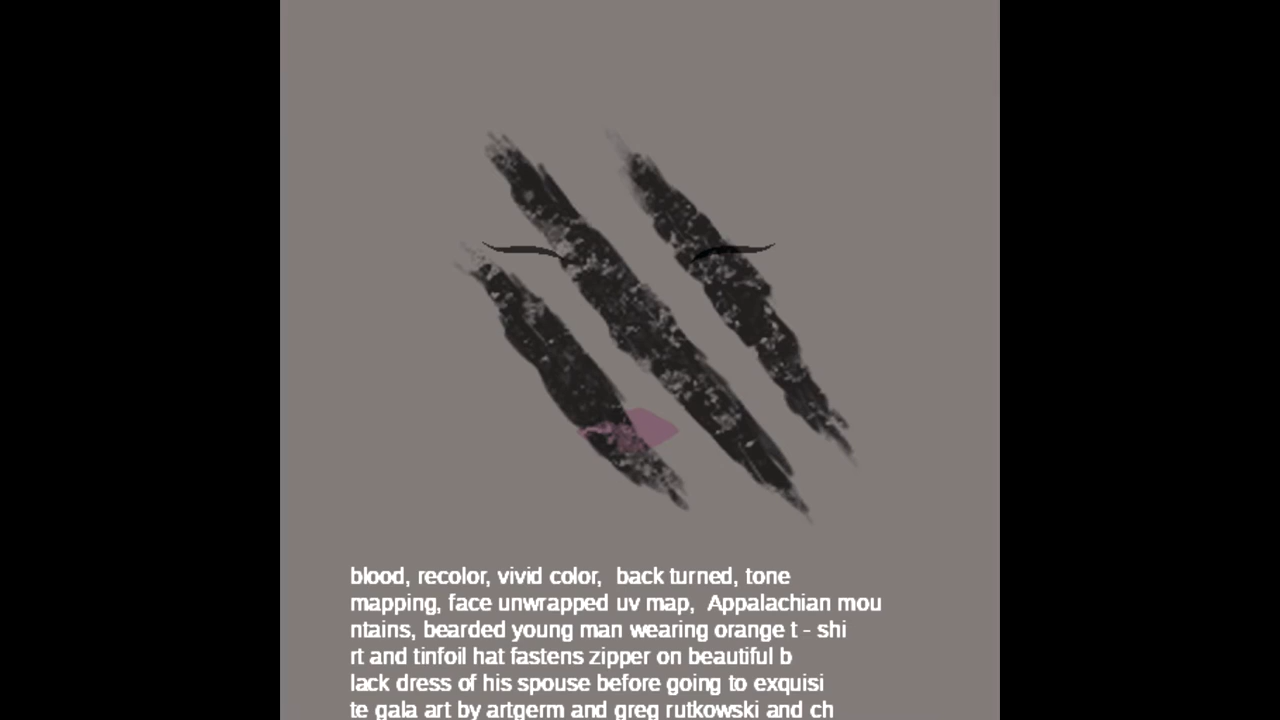 blood, recolor, vivid color,  back turned, tone
mapping, face unwrapped uv map,  Appalachian mou
ntains, bearded young man wearing orange t - shi
rt and tinfoil hat fastens zipper on beautiful b
lack dress of his spouse before going to exquisi
te gala art by artgerm and greg rutkowski and ch